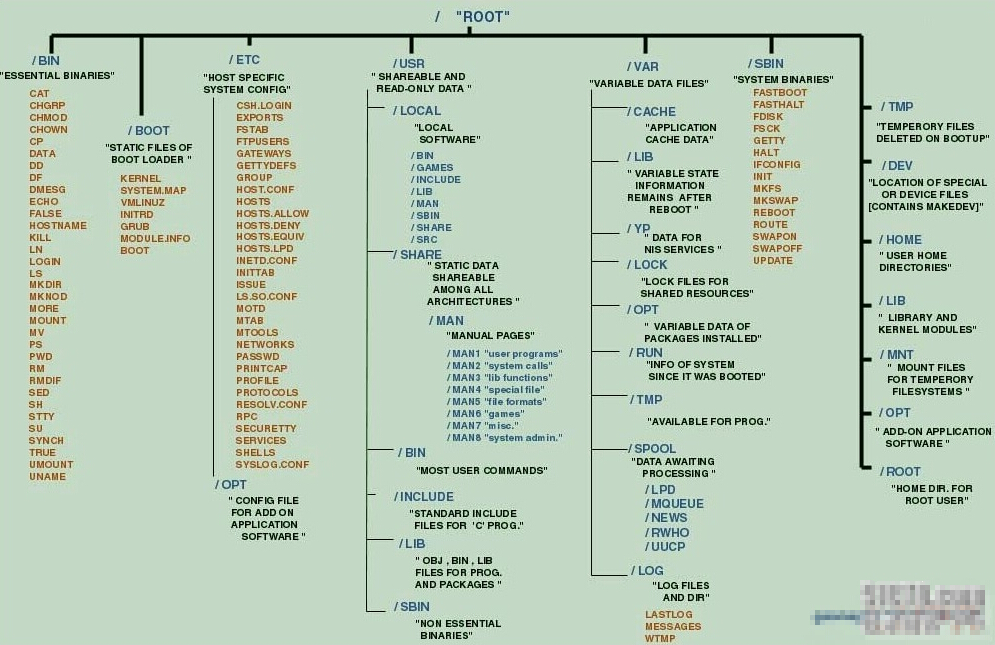 / "ROOT"
/BIN
"ESSENTIAL BINARIES"
CAT
CHGRP
CHMOD
CHOWN
CP
DATA
DD
DF
DMESG
ECHO
FALSE
HOSTNAME
KILL
LN
LOGIN
LS
MKDIR
MKNOD
MORE
MOUNT
MV
PS
PWD
RM
RMDIF
SED
SH
STTY
SU
SYNCH
TRUE
UMOUNT
UNAME
/BOOT
"STATIC FILES OF
BOOT LOADER "
KERNEL
SYSTEM.MAP
VMLINUZ
INITRD
GRUB
MODULE.INFO
BOOT
/ ETC
"HOST SPECIFIC
SYSTEM CONFIG"
CSH.LOGIN
EXPORTS
FSTAB
FTPUSERS
GATEWAYS
GETTYDEFS
GROUP
HOST.CONF
HOSTS
HOSTS.ALLOW
HOSTS.DENY
HOSTS.EQUIV
HOSTS.LPD
INETD.CONF
INITTAB
ISSUE
LS.SO.CONF
MOTD
MTAB
MTOOLS
NETWORKS
PASSWD
PRINTCAP
PROFILE
PROTOCOLS
RESOLV.CONF
RPC
SECURETTY
SERVICES
SHELLS
SYSLOG.CONF
/OPT
" CONFIG FILE
FOR ADD ON
APPLICATION
SOFTWARE "
/USR
" SHAREABLE AND
READ-ONLY DATA "
/ LOCAL
"LOCAL
SOFTWARE"
/ BIN
/ GAMES
/ INCLUDE
/ LIB
/ MAN
/ SBIN
/ SHARE
/ SRC
/ SHARE
" STATIC DATA
SHAREABLE
AMONG ALL
ARCHITECTURES "
/ MAN
"MANUAL PAGES"
/ MAN1 "user programs"
/ MAN2 "system calls"
/ MAN3 "lib functions"
/ MAN4 "special file"
/ MAN5 "file formats"
/ MAN6 "games"
/ MAN7 "misc."
/ MAN8 "system admin."
/ BIN
"MOST USER COMMANDS"
/ INCLUDE
"STANDARD INCLUDE
FILES FOR 'C' PROG."
/ LIB
" OBJ , BIN , LIB
FILES FOR PROG.
AND PACKAGES "
/ SBIN
"NON ESSENTIAL
BINARIES"
/ VAR
"VARIABLE DATA FILES"
/ CACHE
"APPLICATION
CACHE DATA"
/ LIB
" VARIABLE STATE
INFORMATION
REMAINS AFTER
REBOOT "
/ YP
" DATA FOR
NIS SERVICES "
/ LOCK
"LOCK FILES FOR
SHARED RESOURCES"
/ OPT
" VARIABLE DATA OF
PACKAGES INSTALLED"
/ RUN
"INFO OF SYSTEM
SINCE IT WAS BOOTED"
/ TMP
"AVAILABLE FOR PROG."
/ SPOOL
"DATA AWAITING
PROCESSING "
/ LPD
/ MQUEUE
/ NEWS
/ RWHO
/ UUCP
/ LOG
"LOG FILES
AND DIR"
LASTLOG
MESSAGES
WTMP
/ SBIN
"SYSTEM BINARIES"
FASTBOOT
FASTHALT
FDISK
FSCK
GETTY
HALT
IFCONFIG
INIT
MKFS
MKSWAP
REBOOT
ROUTE
SWAPON
SWAPOFF
UPDATE
/ TMP
"TEMPERORY FILES
DELETED ON BOOTUP"
/ DEV
"LOCATION OF SPECIAL
OR DEVICE FILES
[CONTAINS MAKEDEV]"
/ HOME
" USER HOME
DIRECTORIES"
/ LIB
" LIBRARY AND
KERNEL MODULES"
/ MNT
" MOUNT FILES
FOR TEMPERORY
FILESYSTEMS "
/ OPT
" ADD-ON APPLICATION
SOFTWARE "
/ ROOT
"HOME DIR. FOR
ROOT USER"